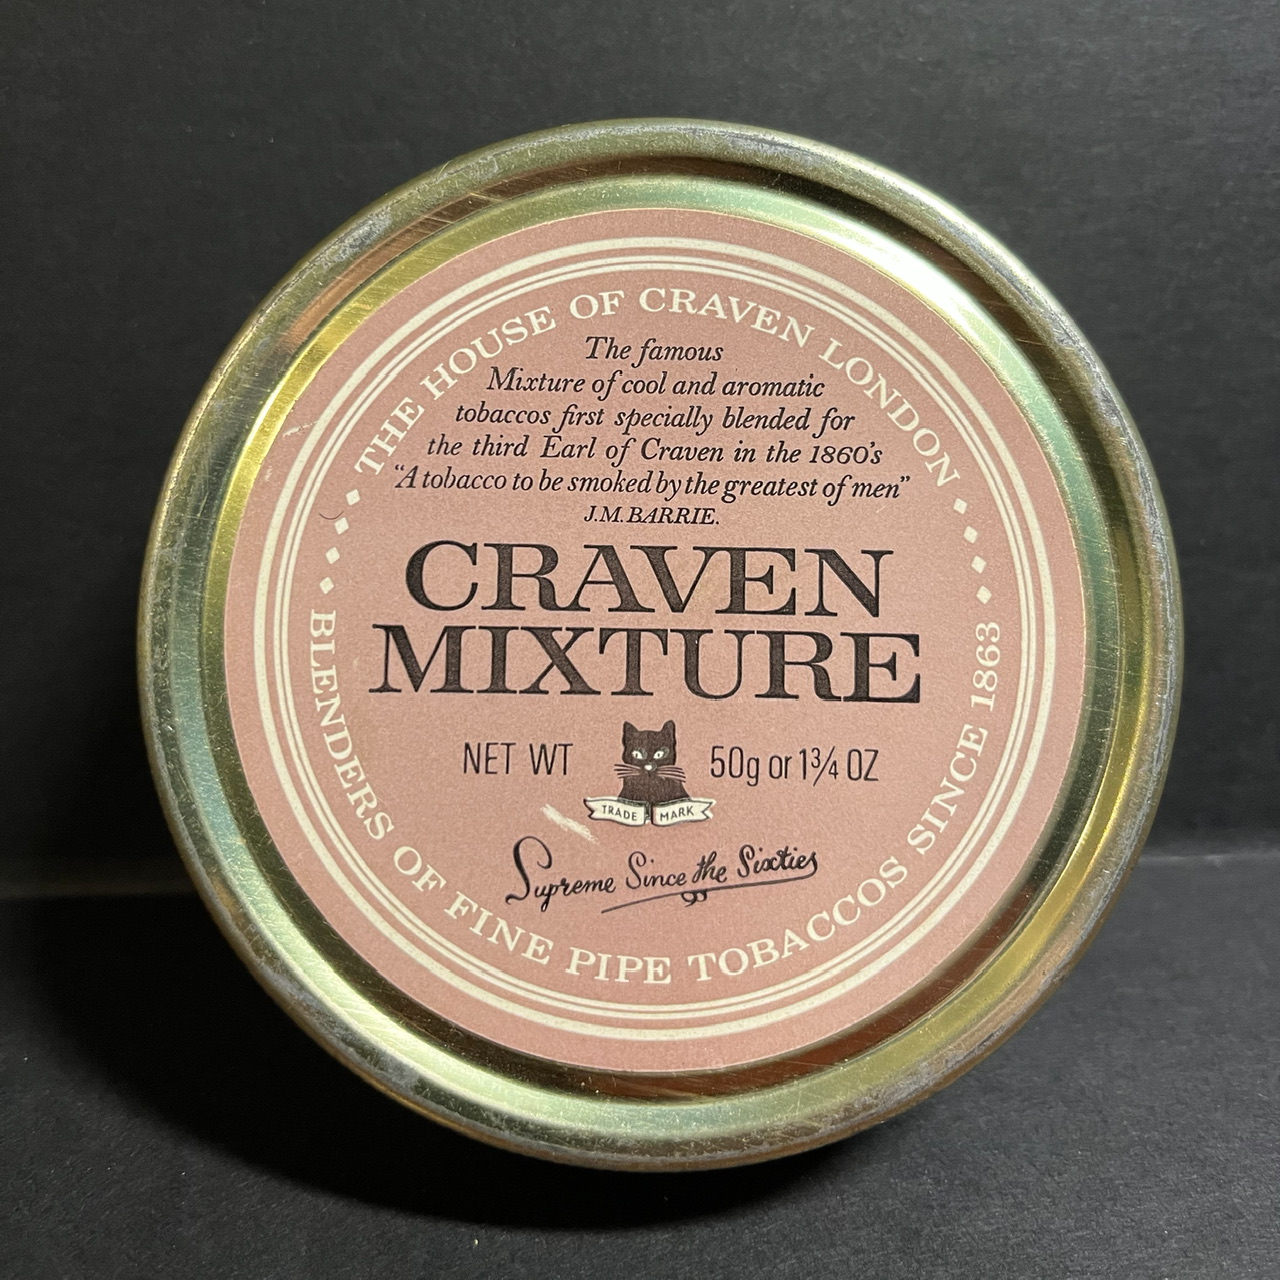 THE HOUSE OF CRAVEN LONDON
The famous
Mixture of cool and aromatic
tobaccos first specially blended for
the third Earl of Craven in the 1860's
"A tobacco to be smoked by the greatest of men"
J.M. BARRIE.
CRAVEN
MIXTURE
NET WT 50g or 1¾ OZ
TRADE MARK
Supreme Since the Sixties
BLENDERS OF FINE PIPE TOBACCOS SINCE 1863